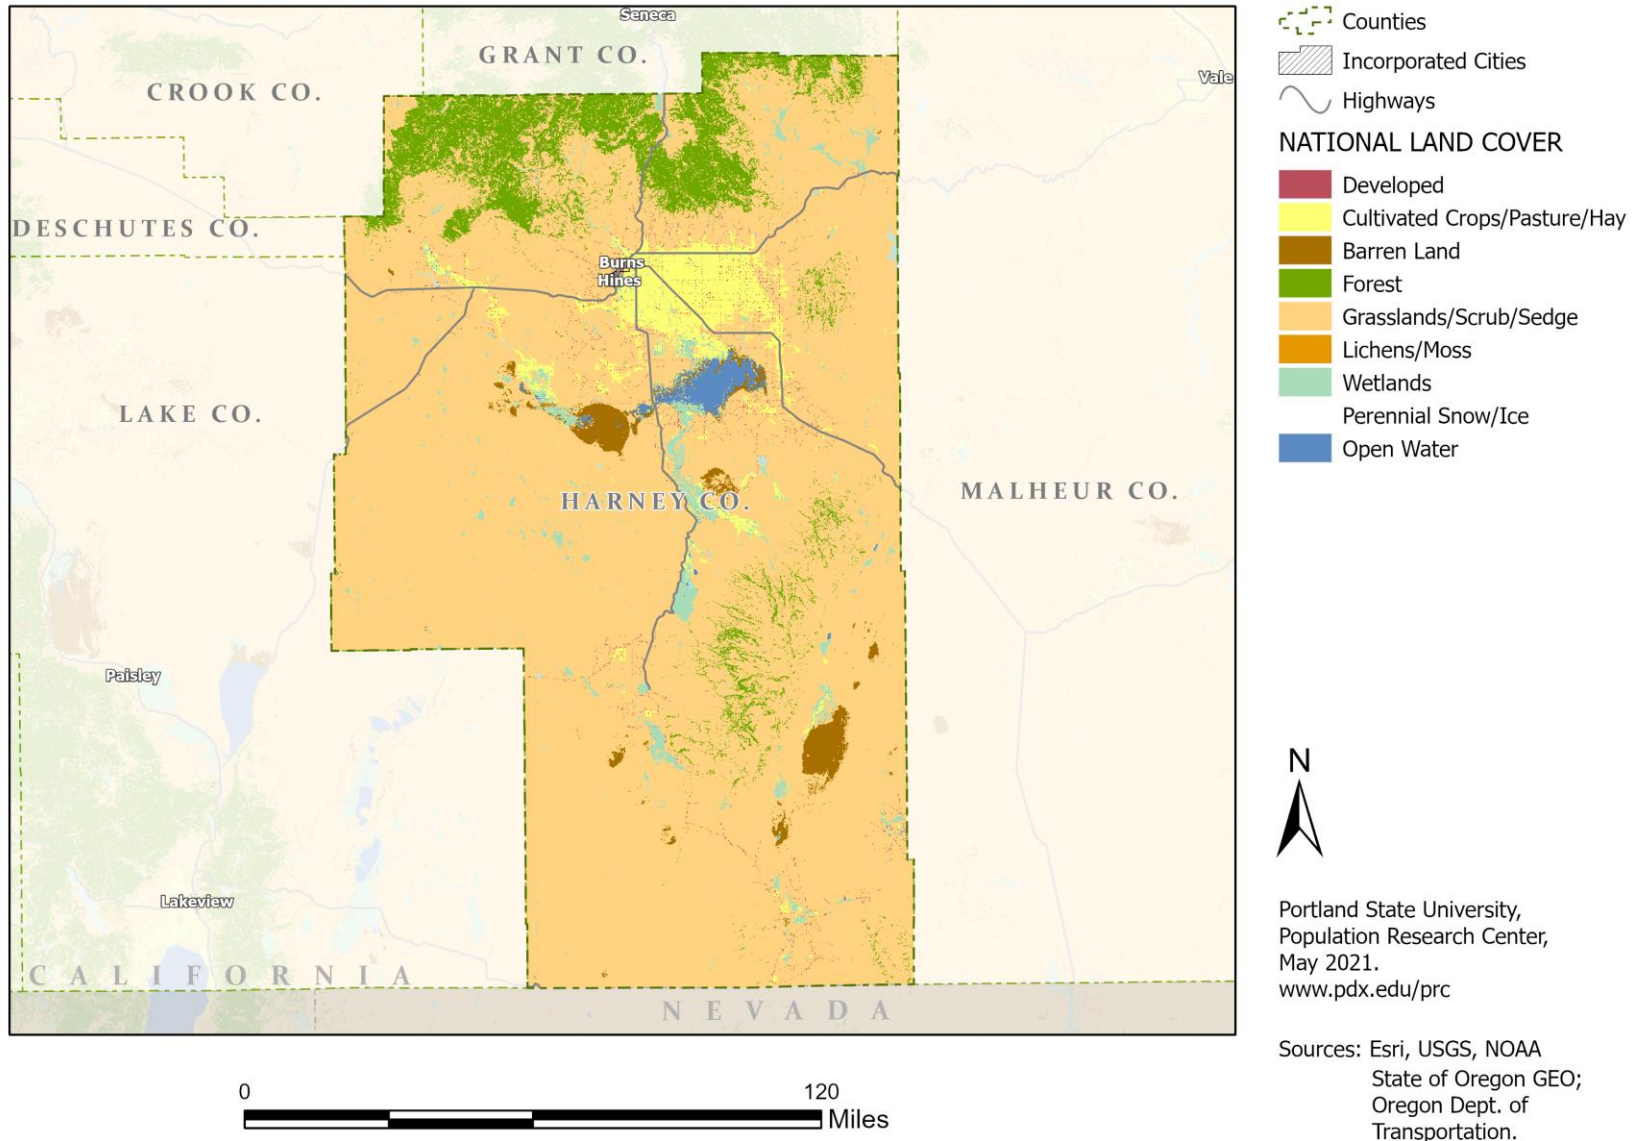 Seneca
GRANT CO.
CROOK CO.
Vale
DESCHUTES CO.
Burns
Hines
LAKE CO.
HARNEY CO.
MALHEUR CO.
Paisley
Lakeview
CALIFORNIA
NEVADA
0 120
Miles
Counties
Incorporated Cities
Highways
NATIONAL LAND COVER
Developed
Cultivated Crops/Pasture/Hay
Barren Land
Forest
Grasslands/Scrub/Sedge
Lichens/Moss
Wetlands
Perennial Snow/Ice
Open Water
N
Portland State University,
Population Research Center,
May 2021.
www.pdx.edu/prc
Sources: Esri, USGS, NOAA
State of Oregon GEO;
Oregon Dept. of
Transportation.